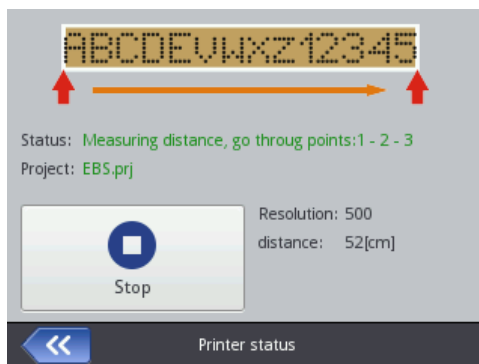 ABCDEVWXZ12345
Status: Measuring distance, go throug points:1 - 2 - 3
Project: EBS.prj
Resolution: 500
distance: 52[cm]
Stop
Printer status